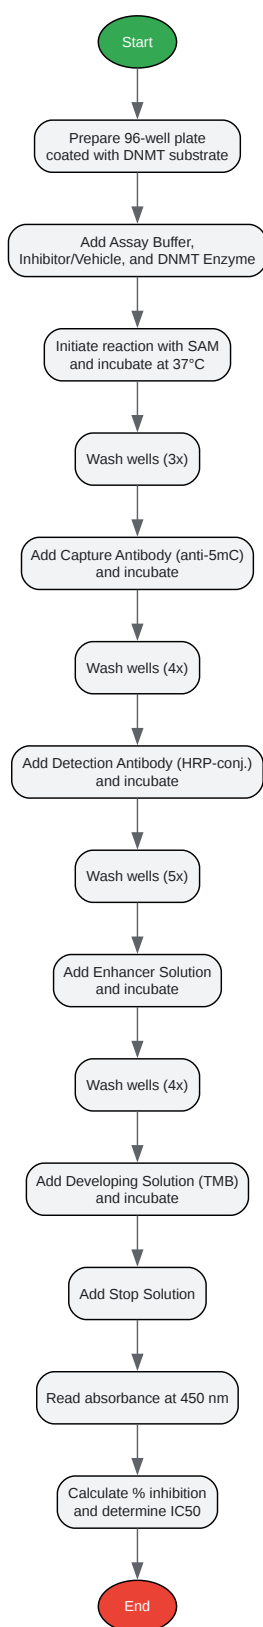 Start
Prepare 96-well plate
coated with DNMT substrate
Add Assay Buffer,
Inhibitor/Vehicle, and DNMT Enzyme
Initiate reaction with SAM
and incubate at 37°C
Wash wells (3x)
Add Capture Antibody (anti-5mC)
and incubate
Wash wells (4x)
Add Detection Antibody (HRP-conj.)
and incubate
Wash wells (5x)
Add Enhancer Solution
and incubate
Wash wells (4x)
Add Developing Solution (TMB)
and incubate
Add Stop Solution
Read absorbance at 450 nm
Calculate % inhibition
and determine IC50
End